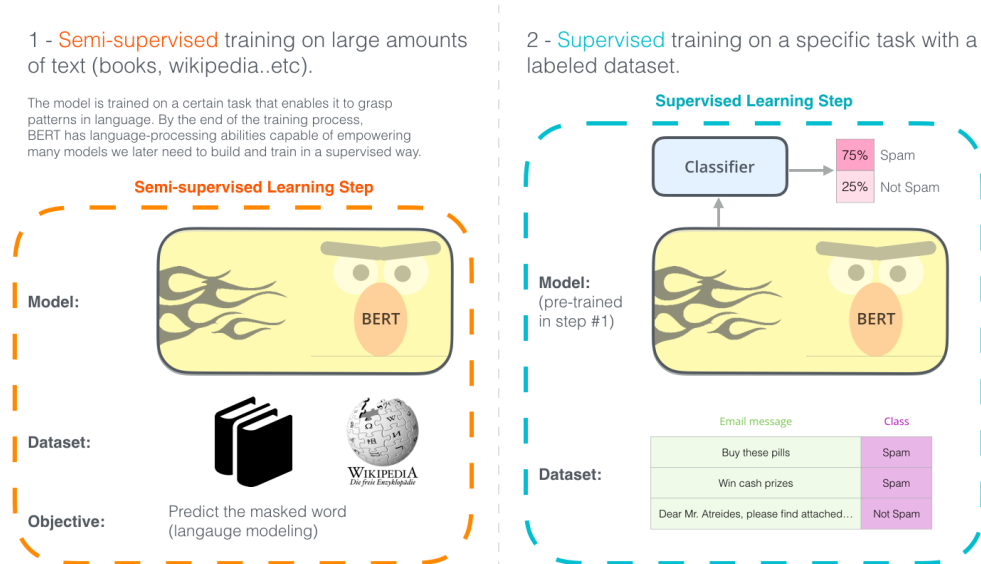 1 - Semi-supervised training on large amounts
of text (books, wikipedia..etc).
The model is trained on a certain task that enables it to grasp
patterns in language. By the end of the training process,
BERT has language-processing abilities capable of empowering
many models we later need to build and train in a supervised way.
Semi-supervised Learning Step
Model:
BERT
Dataset:
WIKIPEDIA
Die freie Enzyklopädie
Objective:
Predict the masked word
(langauge modeling)
2 - Supervised training on a specific task with a
labeled dataset.
Supervised Learning Step
Classifier
75% Spam
25% Not Spam
Model:
(pre-trained
in step #1)
BERT
Dataset:
Email message Class
Buy these pills Spam
Win cash prizes Spam
Dear Mr. Atreides, please find attached... Not Spam